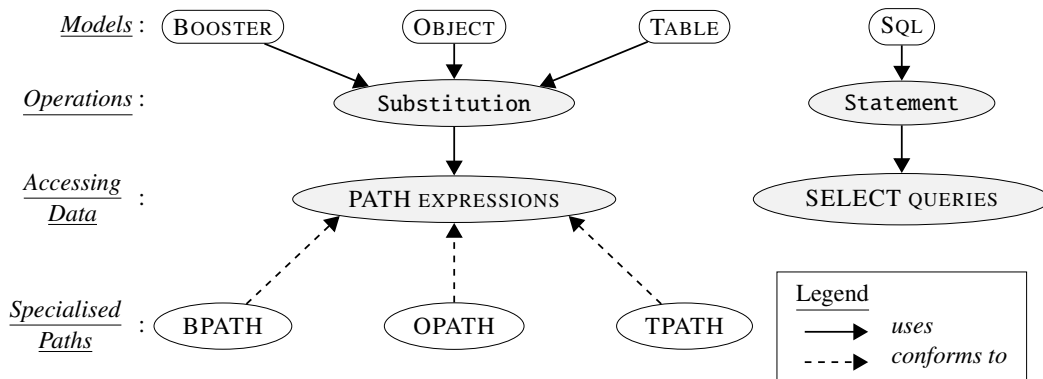 Models : BOOSTER OBJECT TABLE SQL
Operations : Substitution Statement
Accessing
Data : PATH EXPRESSIONS SELECT QUERIES
Specialised
Paths : BPATH OPATH TPATH
Legend
uses
conforms to